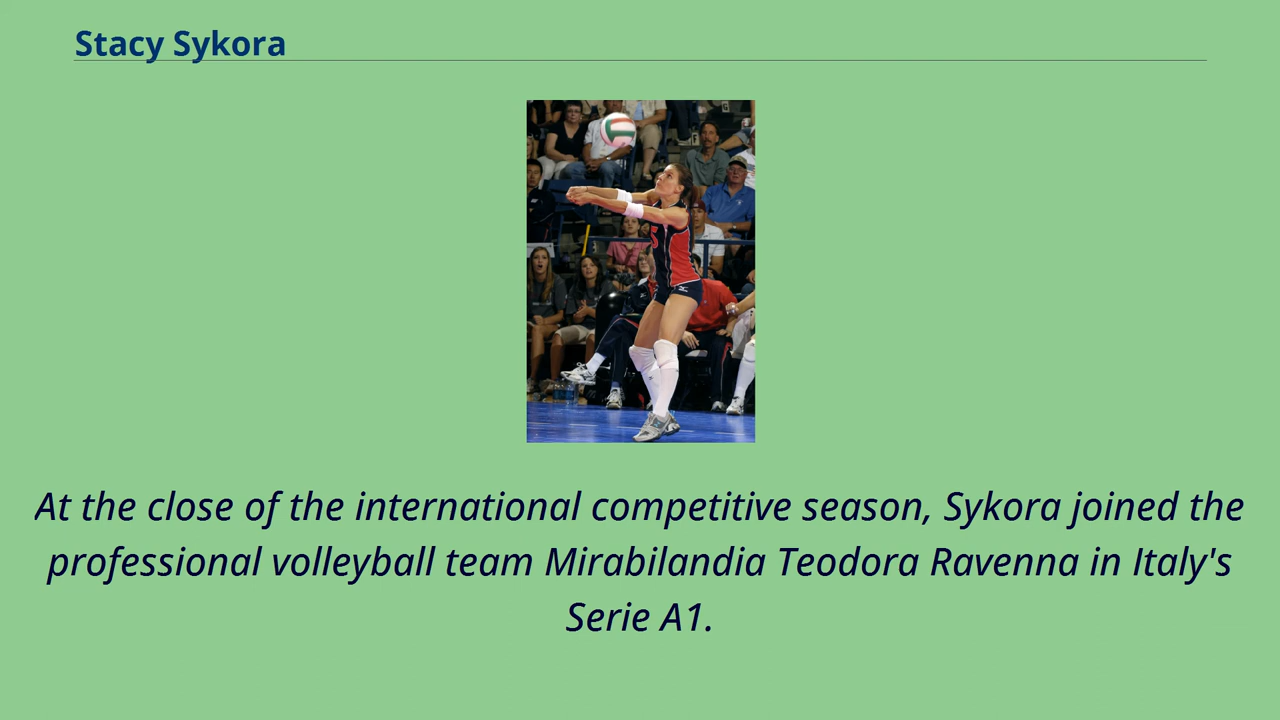 Stacy Sykora
At the close of the international competitive season, Sykora joined the
professional volleyball team Mirabilandia Teodora Ravenna in Italy's
Serie A1.